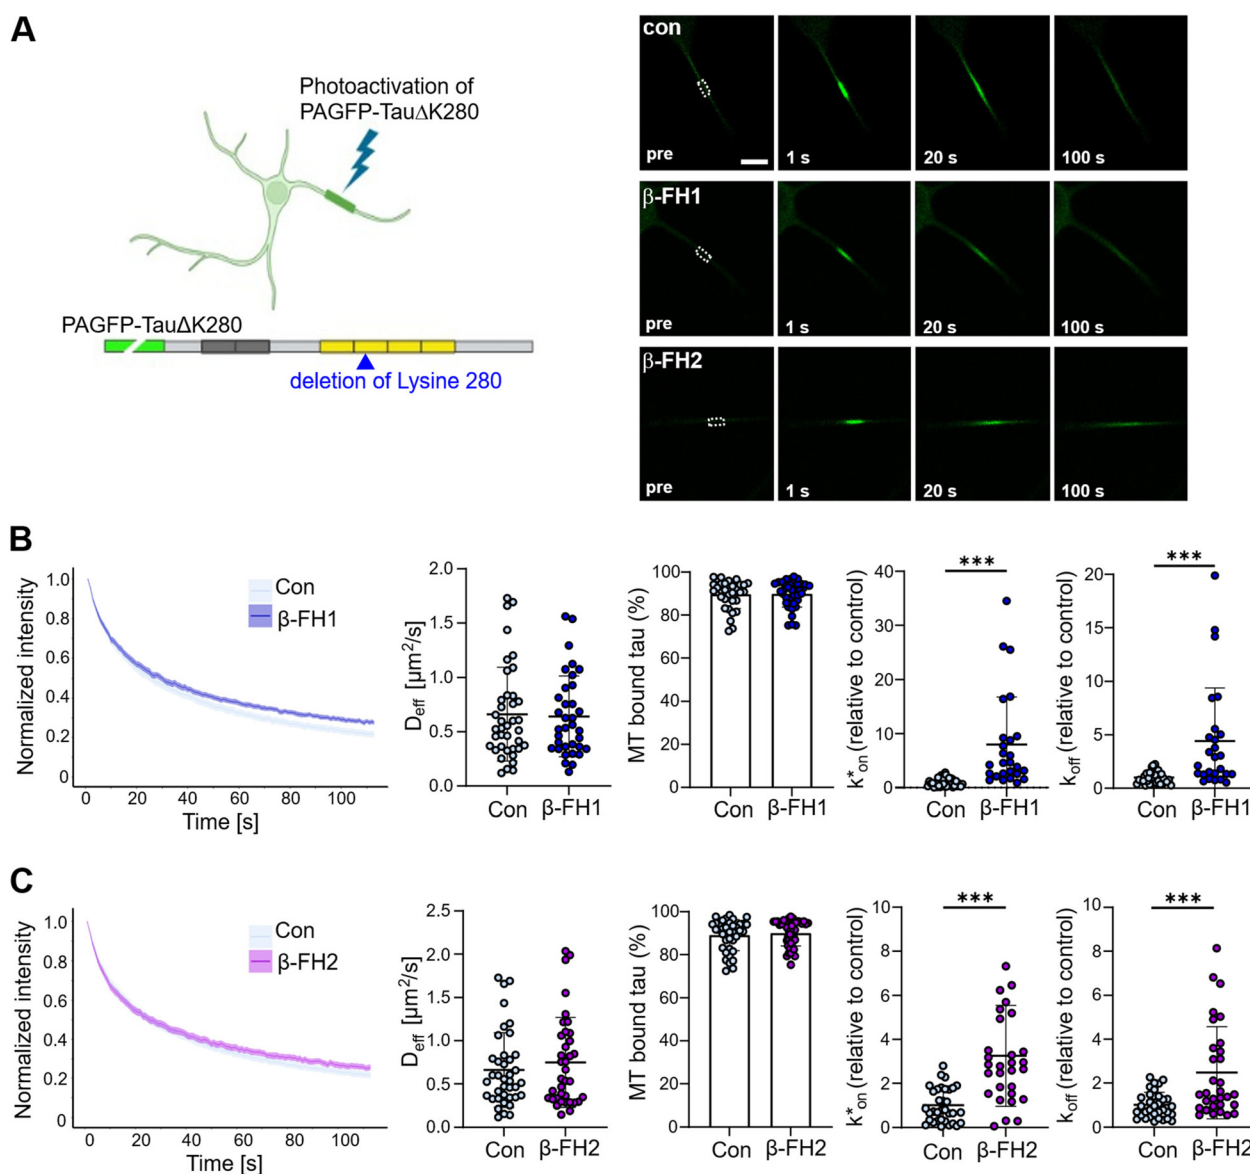 A
Photoactivation of
PAGFP-TauΔK280
PAGFP-TauΔK280
deletion of Lysine 280
con
pre
1 s
20 s
100 s
β-FH1
pre
1 s
20 s
100 s
β-FH2
pre
1 s
20 s
100 s
B
Normalized intensity
1.0
0.8
0.6
0.4
0.2
0
Con
β-FH1
0 20 40 60 80 100
Time [s]
Deff [µm²/s]
2.0
1.5
1.0
0.5
0.0
Con β-FH1
MT bound tau (%)
100
80
60
40
20
0
Con β-FH1
k*on (relative to control)
40
30
20
10
0
***
Con β-FH1
koff (relative to control)
20
15
10
5
0
***
Con β-FH1
C
Normalized intensity
1.0
0.8
0.6
0.4
0.2
0
Con
β-FH2
0 20 40 60 80 100
Time [s]
Deff [µm²/s]
2.5
2.0
1.5
1.0
0.5
0.0
Con β-FH2
MT bound tau (%)
100
80
60
40
20
0
Con β-FH2
k*on (relative to control)
10
8
6
4
2
0
***
Con β-FH2
koff (relative to control)
10
8
6
4
2
0
***
Con β-FH2